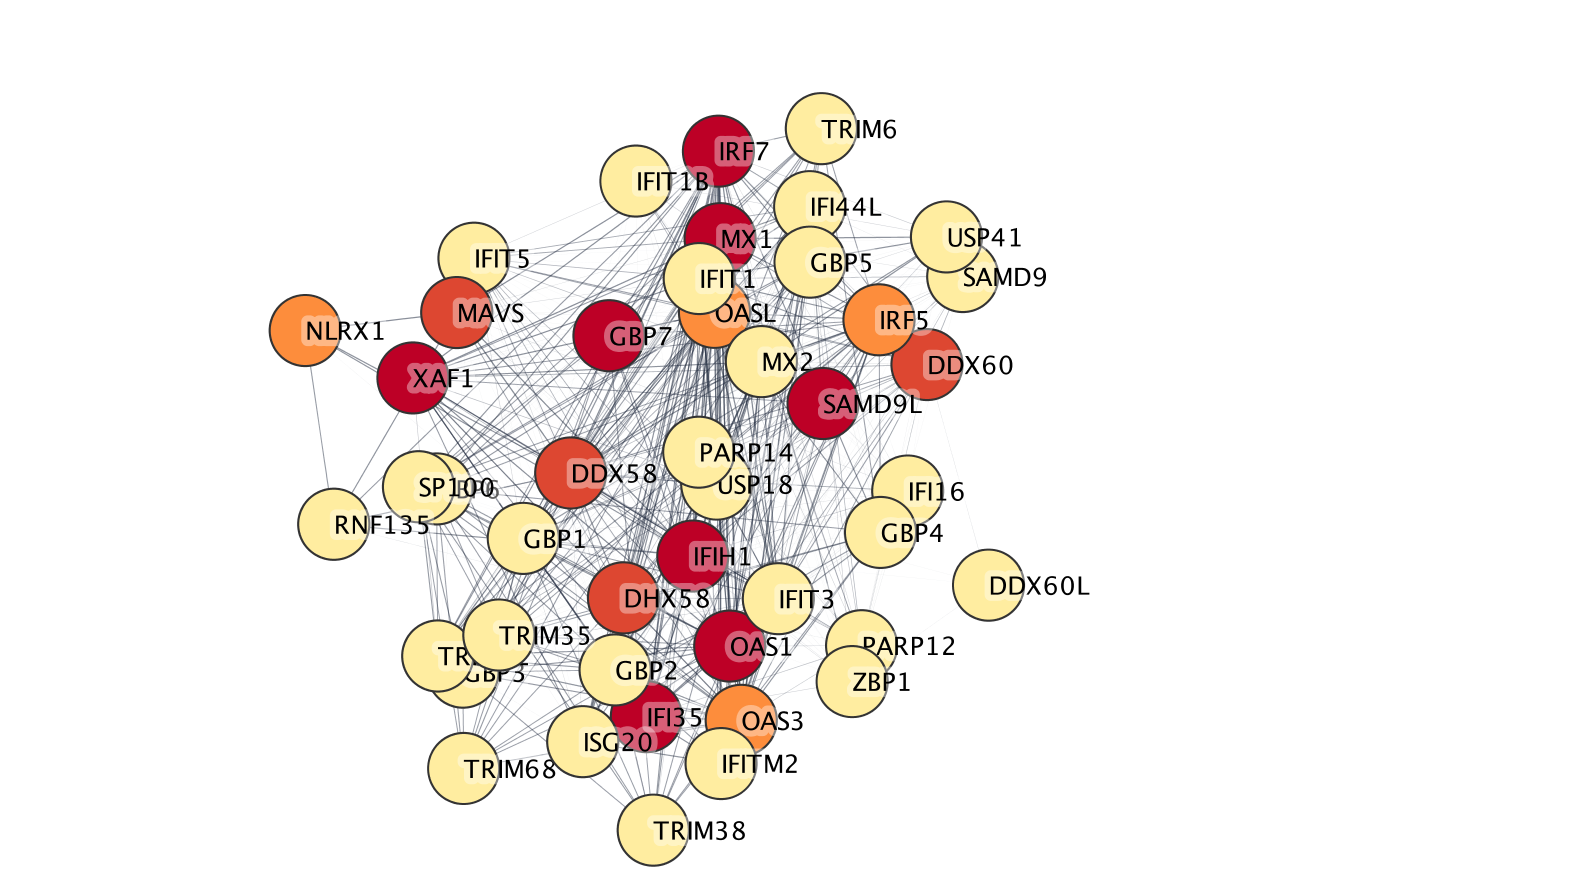 TRIM6
IRF7
IFIT1B
IFI44L
MX1
USP41
IFIT5
GBP5
SAMD9
IFIT1
MAVS
OASL
IRF5
NLRX1
GBP7
MX2
DDX60
XAF1
SAMD9L
PARP14
DDX58
USP18
SP100
IFI16
RNF135
GBP4
GBP1
IFIH1
DDX60L
DHX58
IFIT3
TRIM35
OAS1
PARP12
GBP2
GBP3
ZBP1
IFI35
OAS3
ISG20
IFITM2
TRIM68
TRIM38